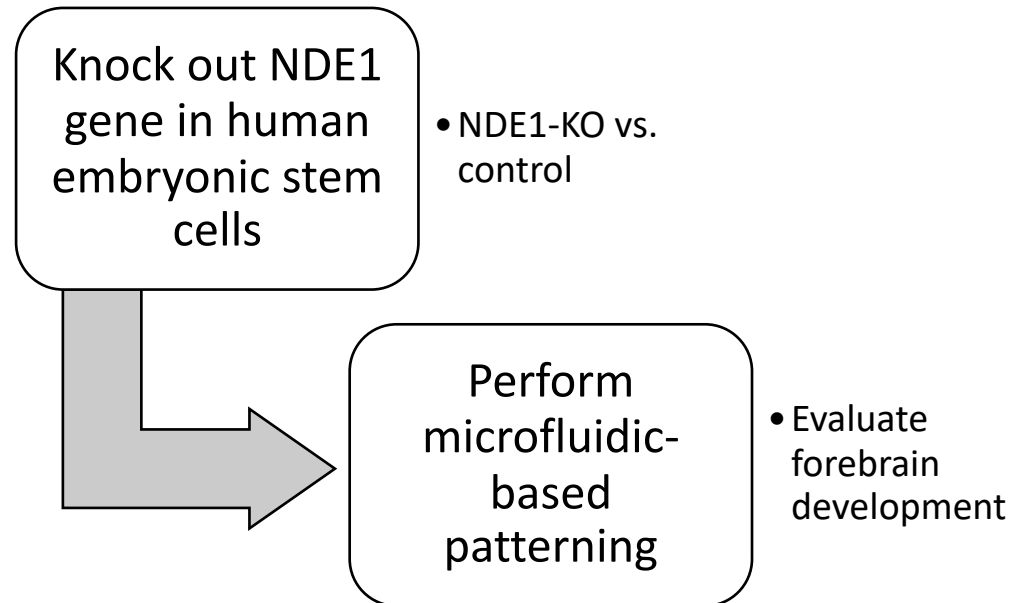 Knock out NDE1
gene in human
embryonic stem
cells
• NDE1-KO vs.
control
Perform
microfluidic-
based
patterning
• Evaluate
forebrain
development